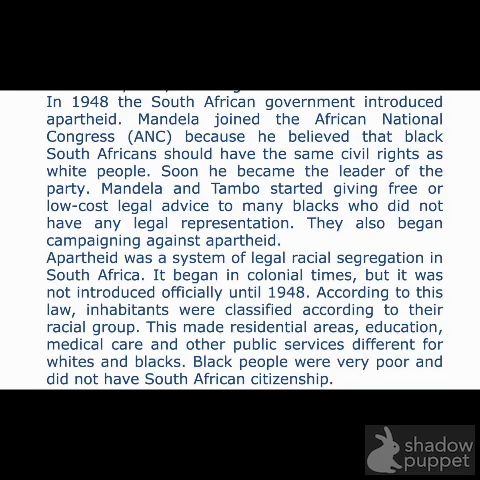 In 1948 the South African government introduced
apartheid. Mandela joined the African National
Congress (ANC) because he believed that black
South Africans should have the same civil rights as
white people. Soon he became the leader of the
party. Mandela and Tambo started giving free or
low-cost legal advice to many blacks who did not
have any legal representation. They also began
campaigning against apartheid.
Apartheid was a system of legal racial segregation in
South Africa. It began in colonial times, but it was
not introduced officially until 1948. According to this
law, inhabitants were classified according to their
racial group. This made residential areas, education,
medical care and other public services different for
whites and blacks. Black people were very poor and
did not have South African citizenship.
shadow
puppet